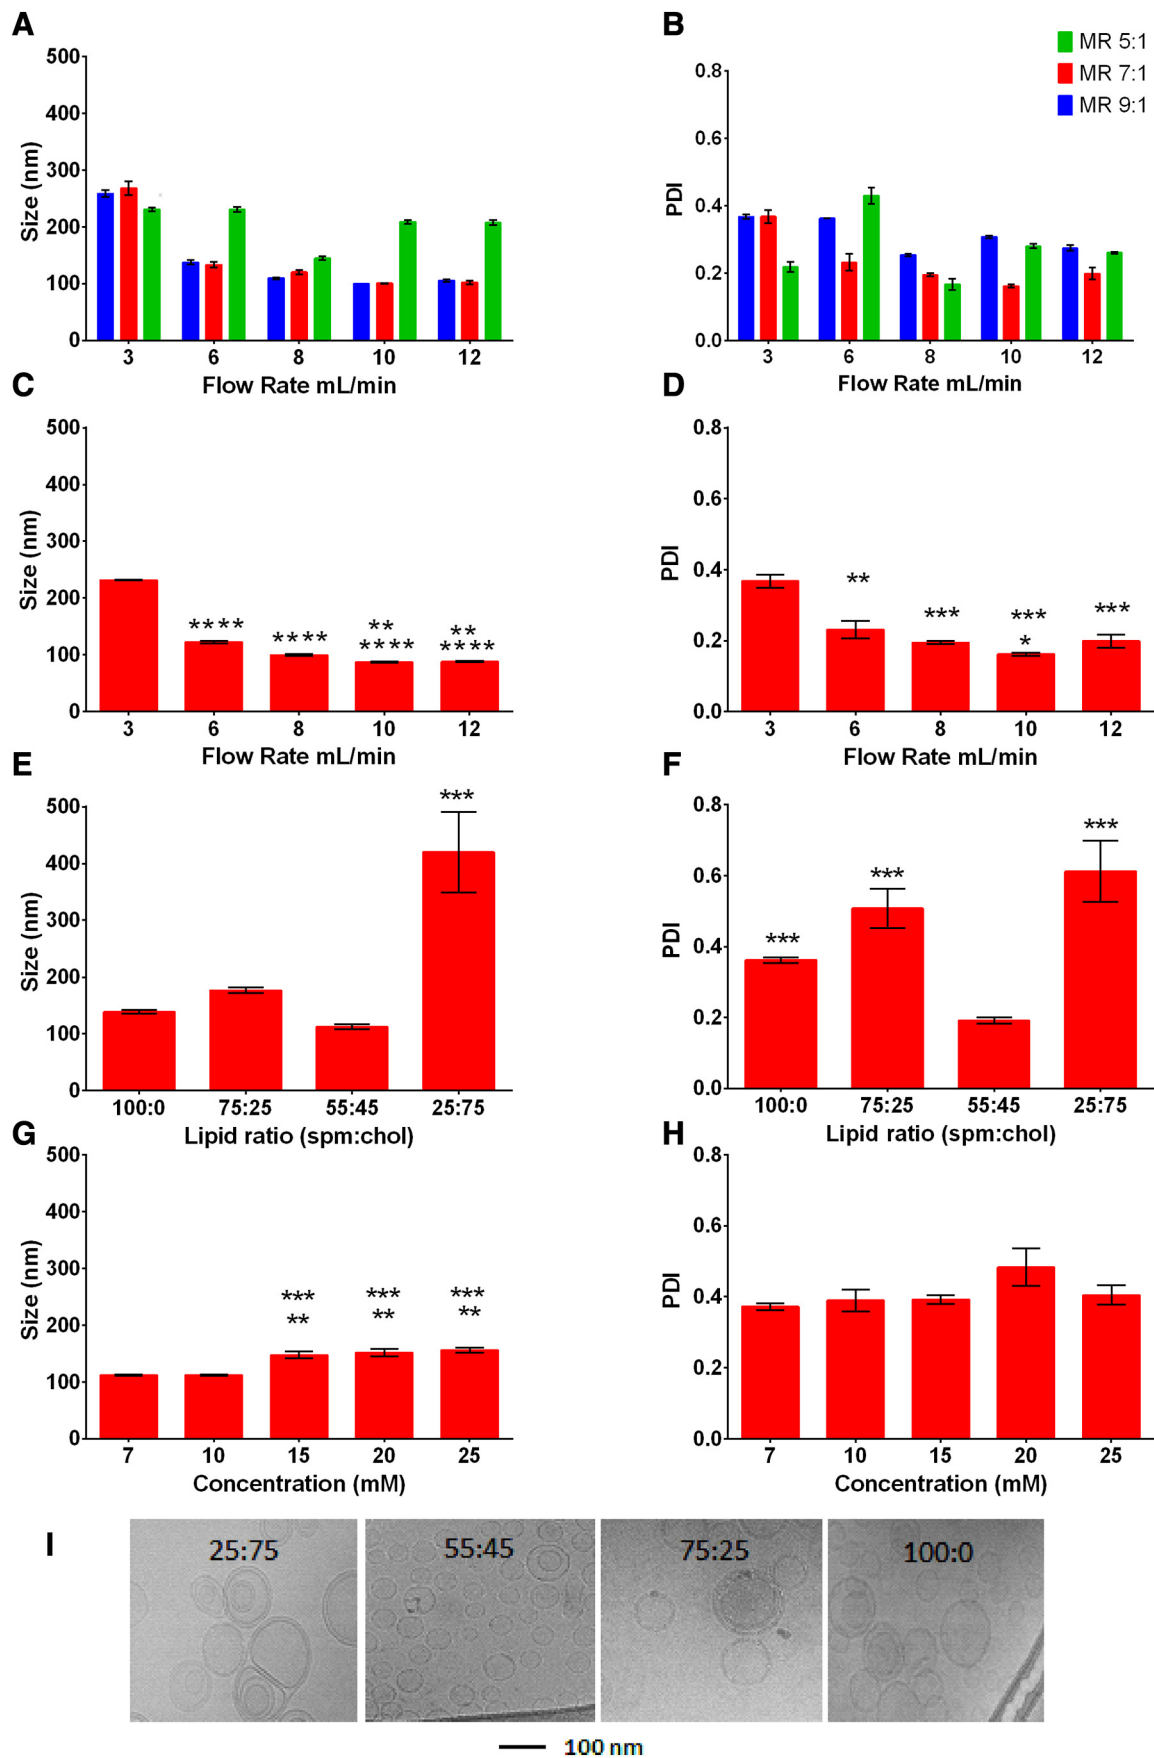 A
B
MR 5:1
MR 7:1
MR 9:1
500
400
300
200
100
0
Size (nm)
3 6 8 10 12
Flow Rate mL/min
0.8
0.6
0.4
0.2
0.0
PDI
3 6 8 10 12
Flow Rate mL/min
C
D
500
400
300
200
100
0
Size (nm)
**** **** ** **** ** ****
3 6 8 10 12
Flow Rate mL/min
0.8
0.6
0.4
0.2
0.0
PDI
** *** *** * ***
3 6 8 10 12
Flow Rate mL/min
E
F
500
400
300
200
100
0
Size (nm)
***
100:0 75:25 55:45 25:75
Lipid ratio (spm:chol)
0.8
0.6
0.4
0.2
0.0
PDI
*** *** ***
100:0 75:25 55:45 25:75
Lipid ratio (spm:chol)
G
H
500
400
300
200
100
0
Size (nm)
*** *** ***
** ** **
7 10 15 20 25
Concentration (mM)
0.8
0.6
0.4
0.2
0.0
PDI
7 10 15 20 25
Concentration (mM)
I
25:75 55:45 75:25 100:0
100 nm